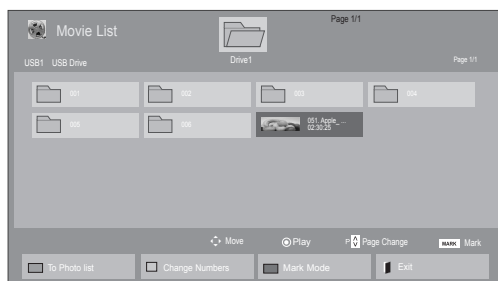 Page 1/1
Movie List
Drive1
USB1 USB Drive
Page 1/1
001
002
003
004
005
006
051. Apple_ ...
02:30:25
Move
Play
P Page Change
MARK Mark
To Photo list
Change Numbers
Mark Mode
Exit